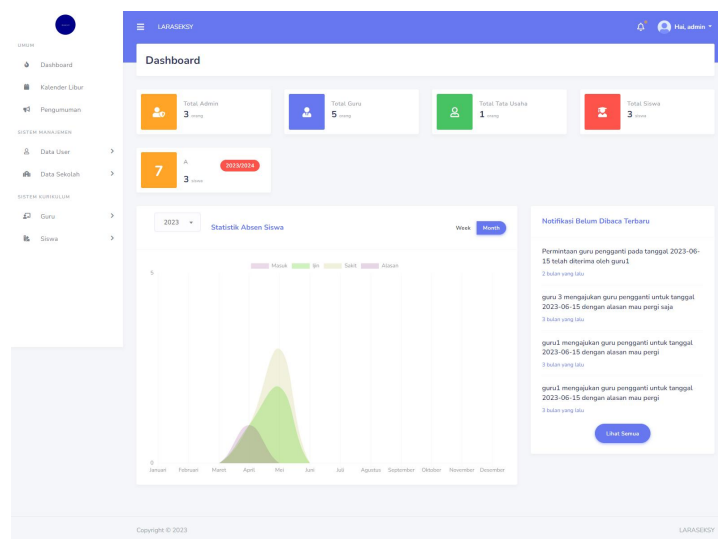 LARASEKSY
Hai, admin
UMUM
Dashboard
Kalender Libur
Pengumuman
SISTEM MANAJEMEN
Data User
Data Sekolah
SISTEM KURIKULUM
Guru
Siswa
Dashboard
Total Admin
3 orang
Total Guru
5 orang
Total Tata Usaha
1 orang
Total Siswa
3 siswa
7
A
2023/2024
3 siswa
2023
Statistik Absen Siswa
Week
Month
Masuk
Ijin
Sakit
Alasan
5
0
Januari Februari Maret April Mei Juni Juli Agustus September Oktober November Desember
Notifikasi Belum Dibaca Terbaru
Permintaan guru pengganti pada tanggal 2023-06-
15 telah diterima oleh guru1
2 bulan yang lalu
guru 3 mengajukan guru pengganti untuk tanggal
2023-06-15 dengan alasan mau pergi saja
3 bulan yang lalu
guru1 mengajukan guru pengganti untuk tanggal
2023-06-15 dengan alasan mau pergi
3 bulan yang lalu
guru1 mengajukan guru pengganti untuk tanggal
2023-06-15 dengan alasan mau pergi
3 bulan yang lalu
Lihat Semua
Copyright © 2023
LARASEKSY